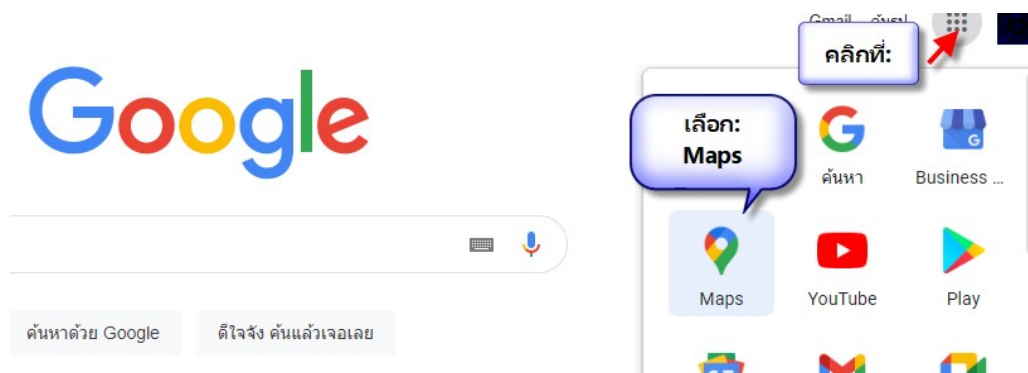 Gmail
คลิกที่:
Google
เลือก:
Maps
ค้นหา
Business ...
Maps
YouTube
Play
ค้นหาด้วย Google
ดีใจจัง ค้นแล้วเจอเลย